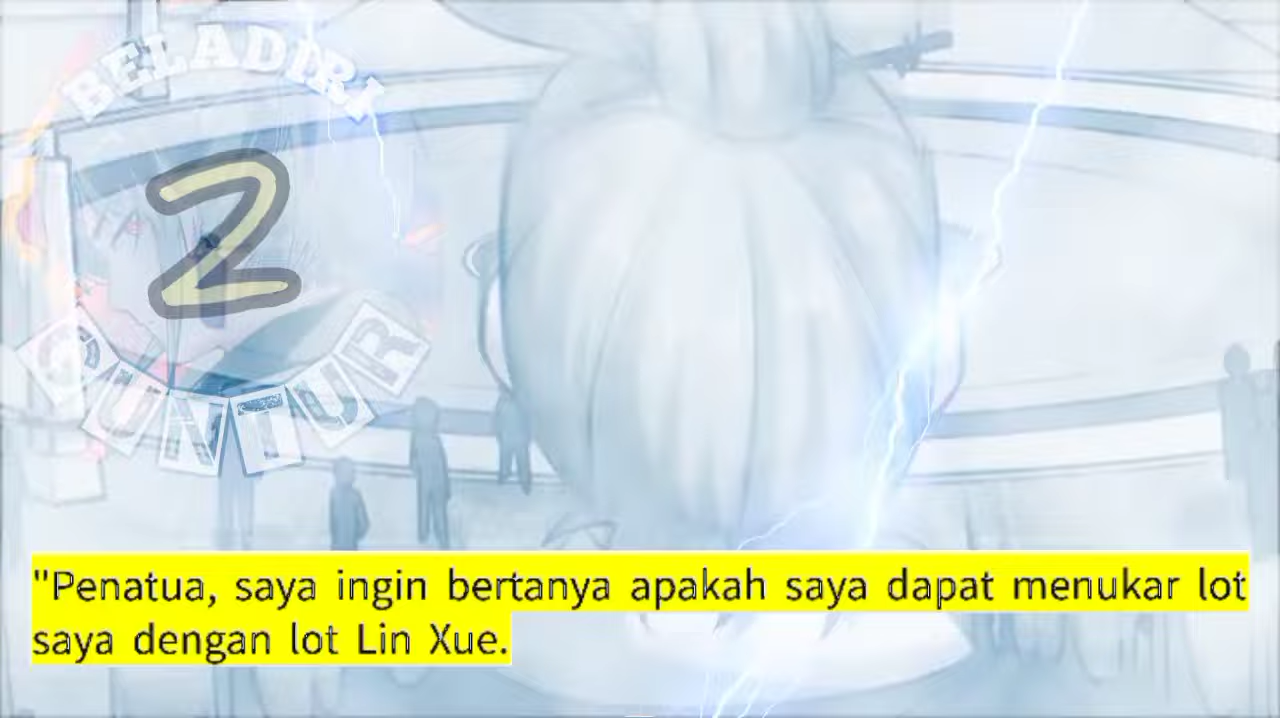 BELADIRI
2
GUNTUR
"Penatua, saya ingin bertanya apakah saya dapat menukar lot
saya dengan lot Lin Xue.